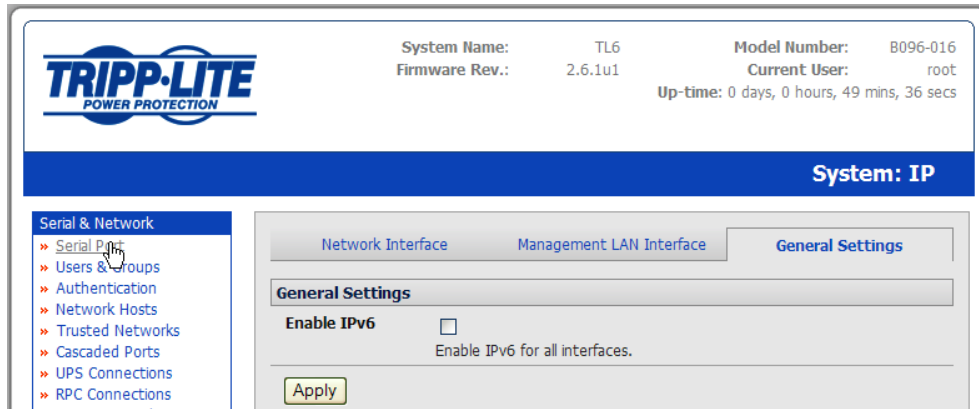 TRIPP·LITE
POWER PROTECTION
System Name: TL6 Model Number: B096-016
Firmware Rev.: 2.6.1u1 Current User: root
Up-time: 0 days, 0 hours, 49 mins, 36 secs
System: IP
Serial & Network
» Serial Port
» Users & Groups
» Authentication
» Network Hosts
» Trusted Networks
» Cascaded Ports
» UPS Connections
» RPC Connections
Network Interface Management LAN Interface General Settings
General Settings
Enable IPv6
Enable IPv6 for all interfaces.
Apply